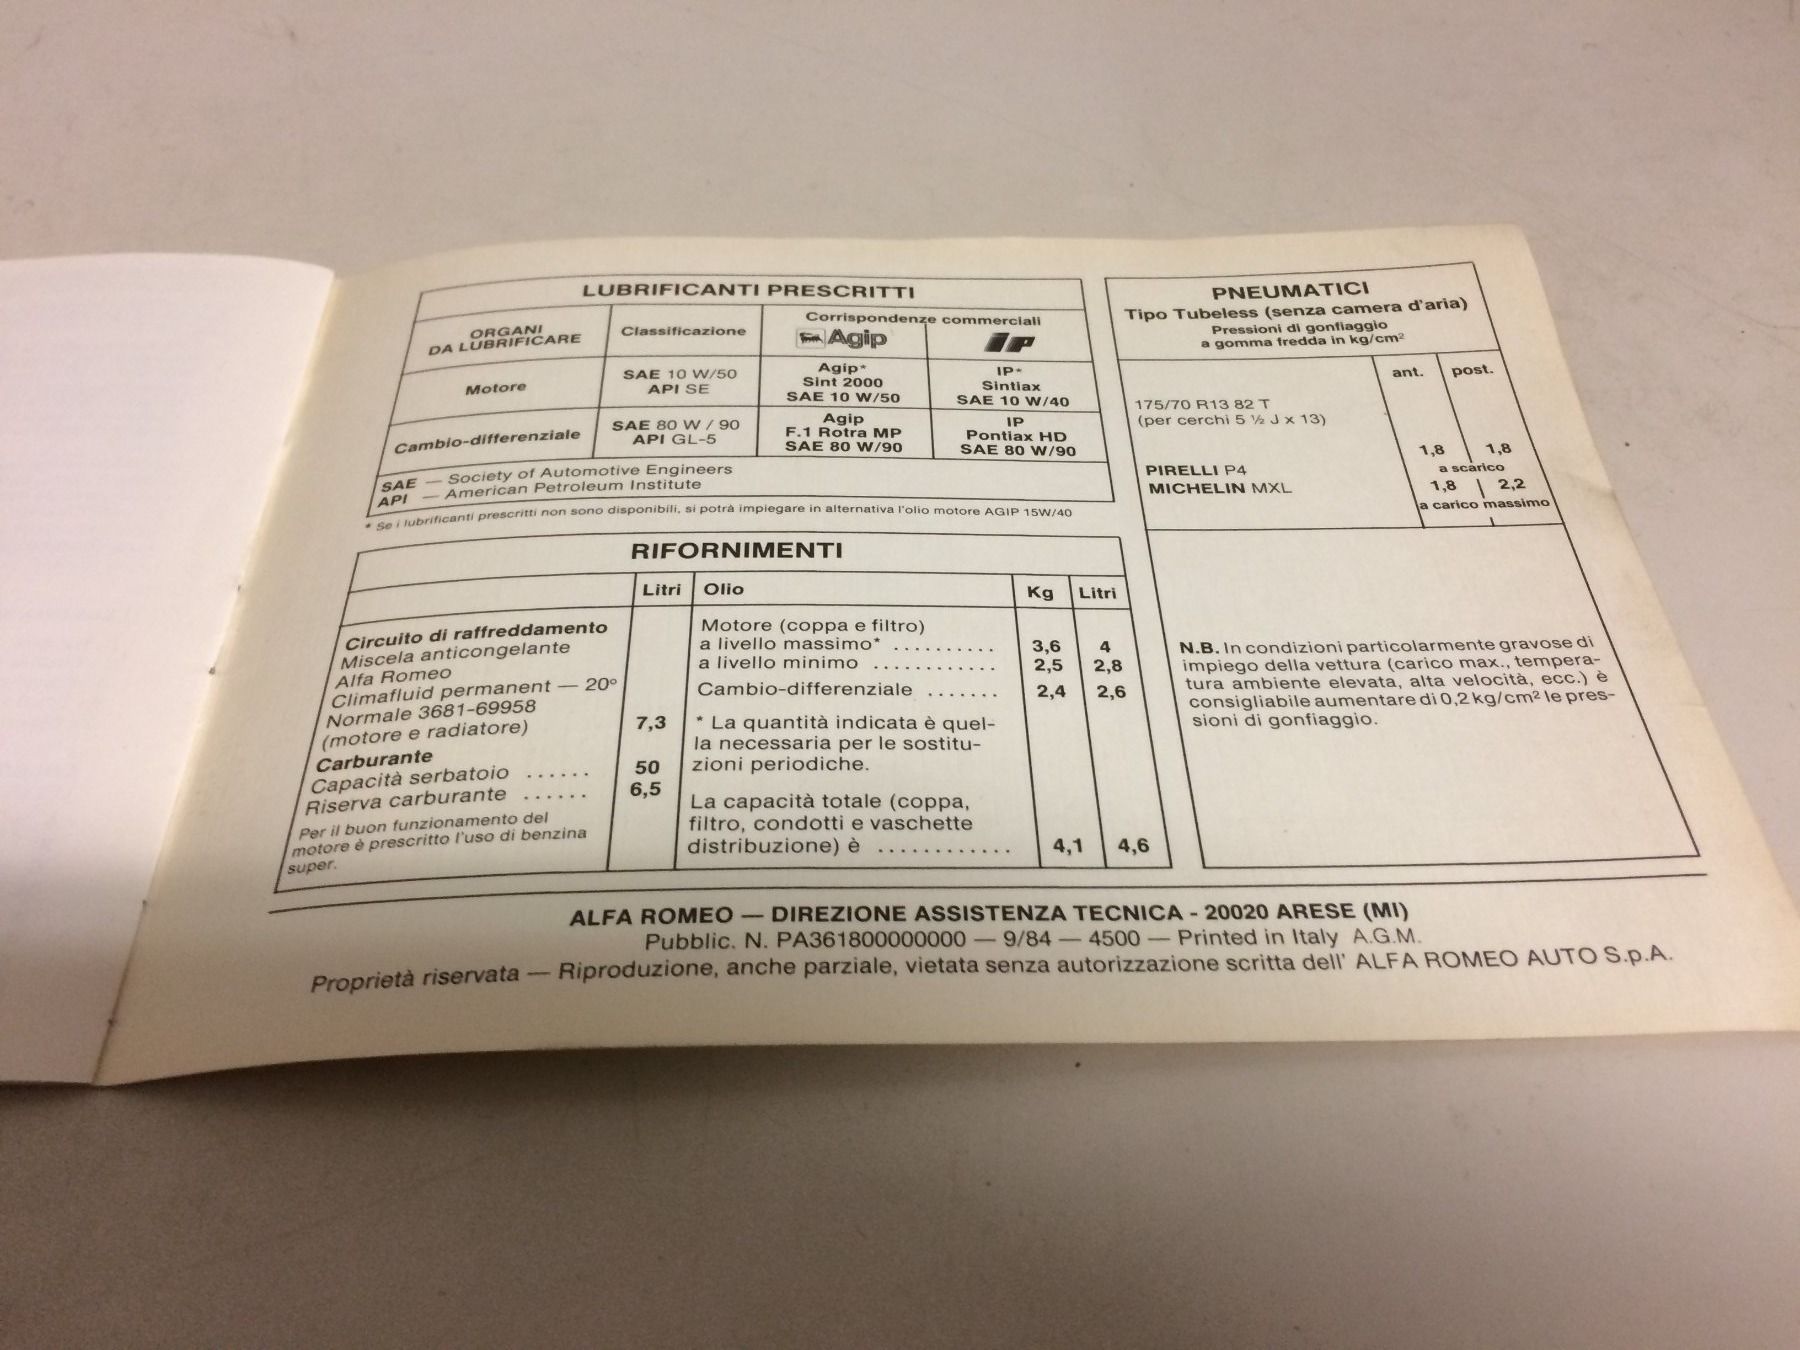 LUBRIFICANTI PRESCRITTI
ORGANI
DA LUBRIFICARE
Classificazione
Corrispondenze commerciali
Agip
IP
Motore
SAE 10 W/50
API SE
Agip*
Sint 2000
SAE 10 W/50
IP*
Sintiax
SAE 10 W/40
Cambio-differenziale
SAE 80 W / 90
API GL-5
Agip
F.1 Rotra MP
SAE 80 W/90
IP
Pontiax HD
SAE 80 W/90
SAE — Society of Automotive Engineers
API — American Petroleum Institute
* Se i lubrificanti prescritti non sono disponibili, si potrà impiegare in alternativa l'olio motore AGIP 15W/40
RIFORNIMENTI
Litri
Circuito di raffreddamento
Miscela anticongelante
Alfa Romeo
Climafluid permanent — 20°
Normale 3681-69958
(motore e radiatore) 7,3
Carburante
Capacità serbatoio ...... 50
Riserva carburante ...... 6,5
Per il buon funzionamento del
motore è prescritto l'uso di benzina
super.
Olio Kg Litri
Motore (coppa e filtro)
a livello massimo* .......... 3,6 4
a livello minimo ............ 2,5 2,8
Cambio-differenziale ....... 2,4 2,6
* La quantità indicata è quel-
la necessaria per le sostitu-
zioni periodiche.
La capacità totale (coppa,
filtro, condotti e vaschette
distribuzione) è ............ 4,1 4,6
PNEUMATICI
Tipo Tubeless (senza camera d'aria)
Pressioni di gonfiaggio
a gomma fredda in kg/cm²
ant. post.
175/70 R13 82 T
(per cerchi 5 ½ J x 13)
1,8 1,8
a scarico
PIRELLI P4
MICHELIN MXL
1,8 2,2
a carico massimo
N.B. In condizioni particolarmente gravose di
impiego della vettura (carico max., tempera-
tura ambiente elevata, alta velocità, ecc.) è
consigliabile aumentare di 0,2 kg/cm² le pres-
sioni di gonfiaggio.
ALFA ROMEO — DIREZIONE ASSISTENZA TECNICA - 20020 ARESE (MI)
Pubblic. N. PA361800000000 — 9/84 — 4500 — Printed in Italy A.G.M.
Proprietà riservata — Riproduzione, anche parziale, vietata senza autorizzazione scritta dell' ALFA ROMEO AUTO S.p.A.